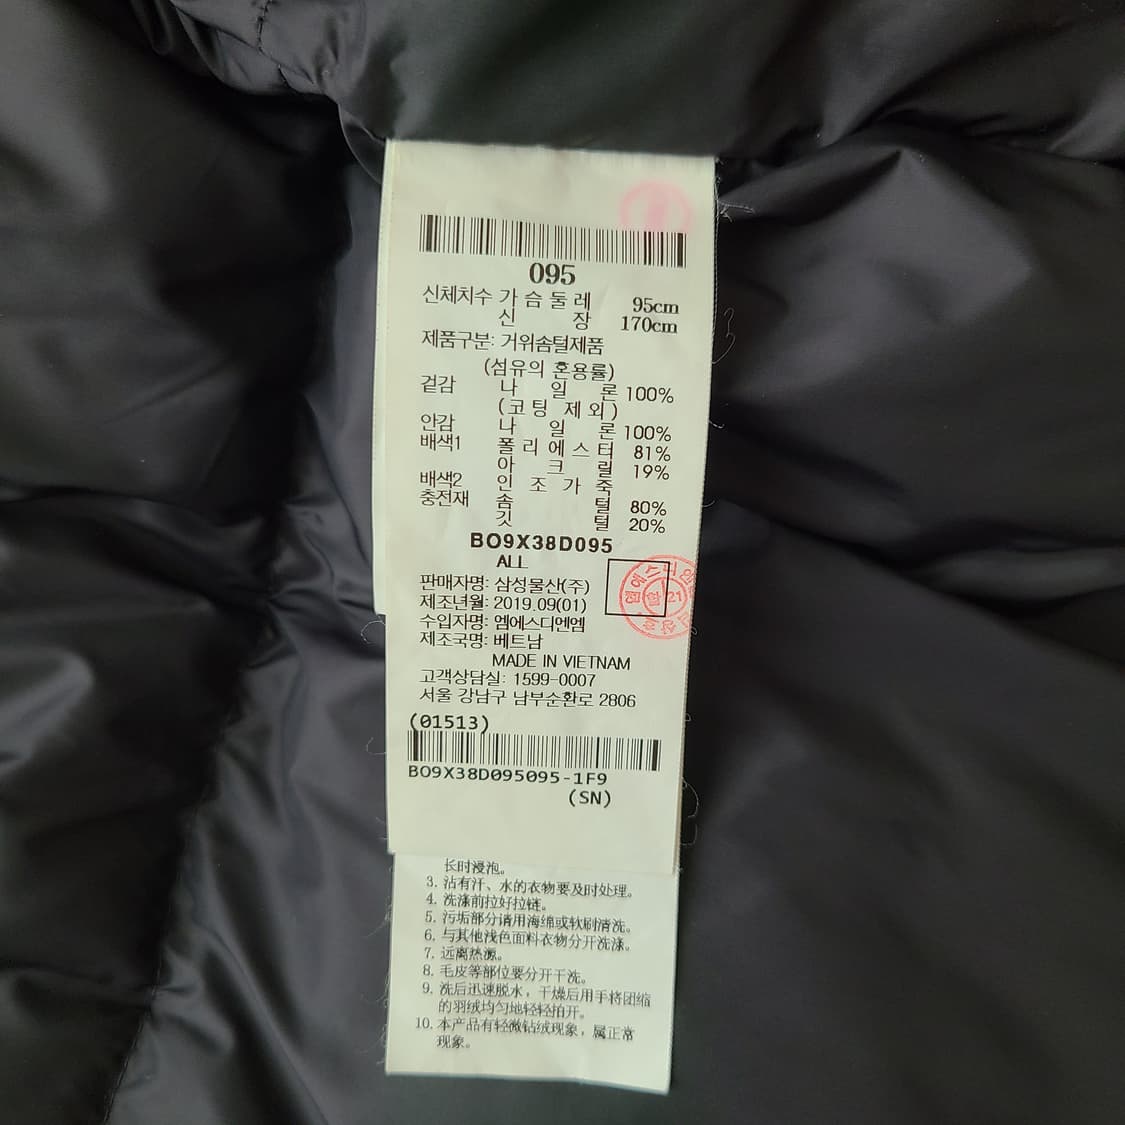 095
신체치수 가 슴 둘 레 95cm
신 장 170cm
제품구분: 거위솜털제품
(섬유의 혼용률)
겉감 나 일 론 100%
(코팅 제외)
안감 나 일 론 100%
배색1 폴 리 에 스 터 81%
아 크 릴 19%
배색2 인 조 가 죽
충전재 솜 털 80%
깃 털 20%
BO9X38D095
ALL
판매자명: 삼성물산(주)
제조년월: 2019.09(01)
수입자명: 엠에스디엔엠
제조국명: 베트남
MADE IN VIETNAM
고객상담실: 1599-0007
서울 강남구 남부순환로 2806
(01513)
BO9X38D095095-1F9
(SN)
长时浸泡。
3. 沾有汗、水的衣物要及时处理。
4. 洗涤前拉好拉链。
5. 污垢部分请用海绵或软刷清洗。
6. 与其他浅色面料衣物分开洗涤。
7. 远离热源。
8. 毛皮等部位要分开干洗。
9. 洗后迅速脱水，干燥后用手将团缩
的羽绒均匀地轻轻拍开。
10. 本产品有轻微钻绒现象，属正常
现象。